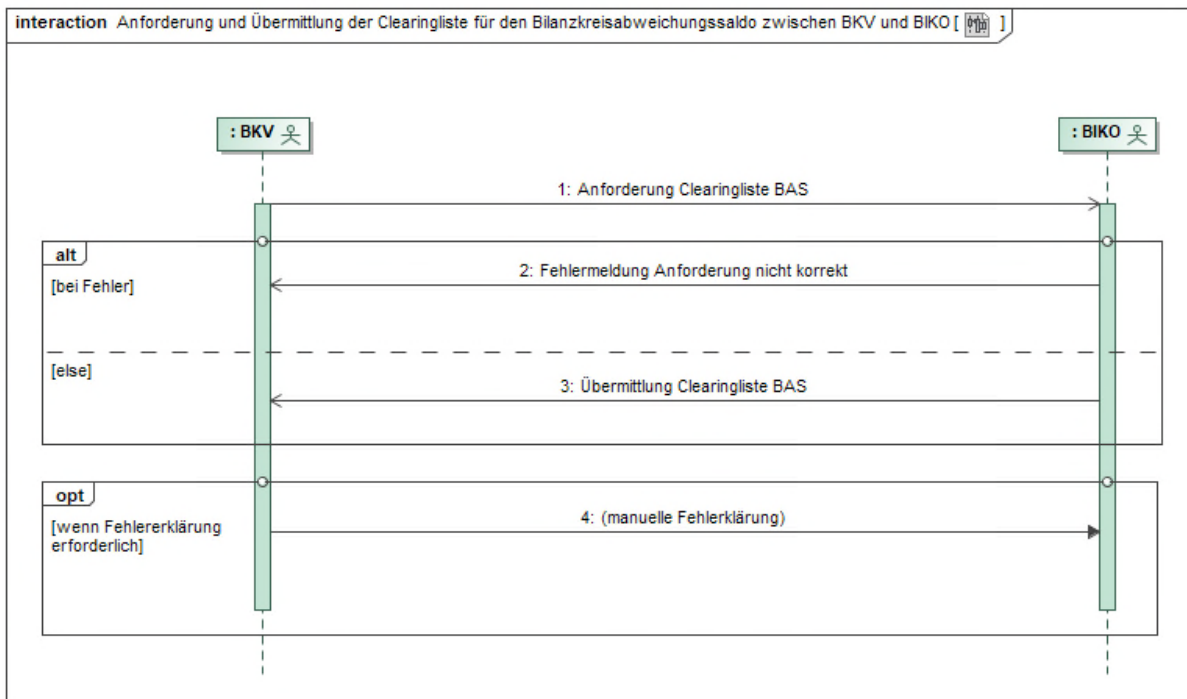 interaction Anforderung und Übermittlung der Clearingliste für den Bilanzkreisabweichungssaldo zwischen BKV und BIKO [ ]
: BKV
: BIKO
1: Anforderung Clearingliste BAS
alt
2: Fehlermeldung Anforderung nicht korrekt
[bei Fehler]
[else]
3: Übermittlung Clearingliste BAS
opt
4: (manuelle Fehlerklärung)
[wenn Fehlererklärung
erforderlich]